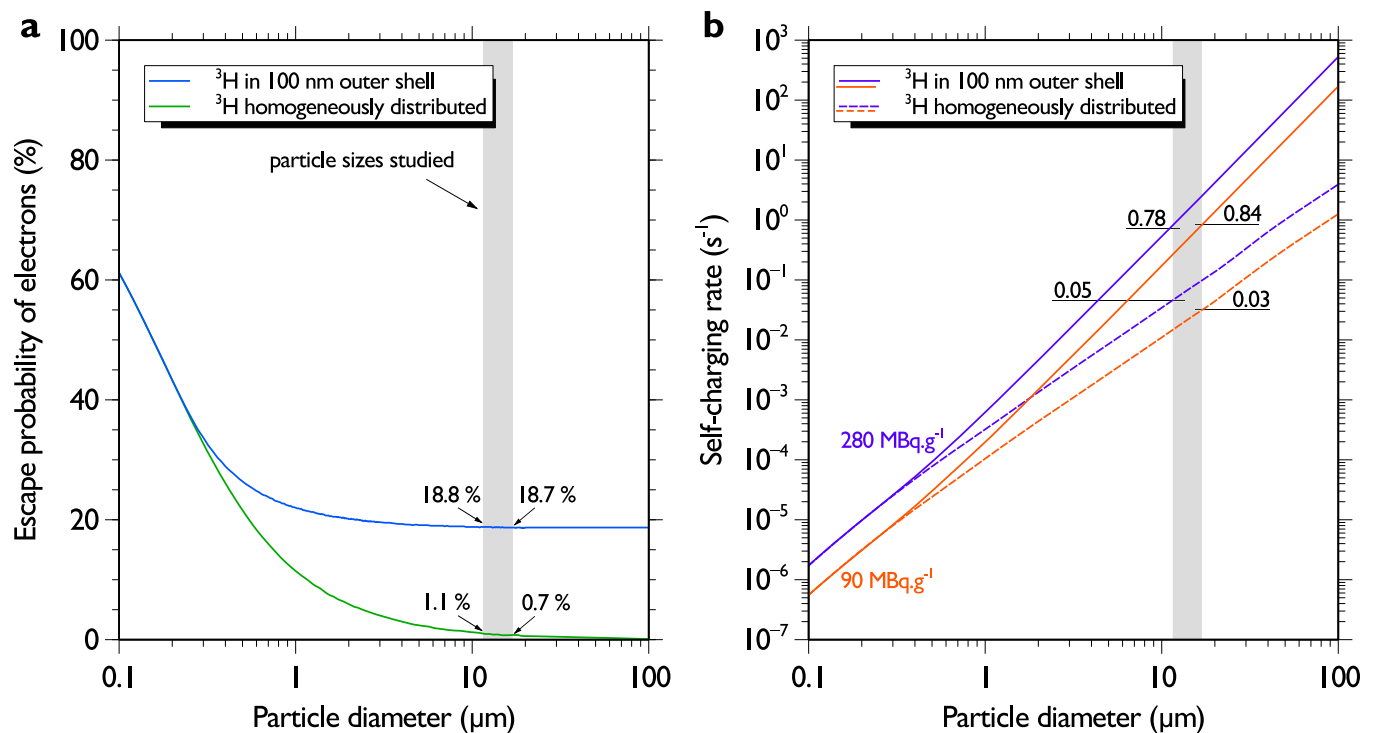 a
Escape probability of electrons (%)
100
80
60
40
20
0
³H in 100 nm outer shell
³H homogeneously distributed
particle sizes studied
18.8 %
18.7 %
1.1 %
0.7 %
0.1
1
10
100
Particle diameter (µm)
b
Self-charging rate (s⁻¹)
10³
10²
10¹
10⁰
10⁻¹
10⁻²
10⁻³
10⁻⁴
10⁻⁵
10⁻⁶
10⁻⁷
³H in 100 nm outer shell
³H homogeneously distributed
0.78
0.84
0.05
0.03
280 MBq.g⁻¹
90 MBq.g⁻¹
0.1
1
10
100
Particle diameter (µm)